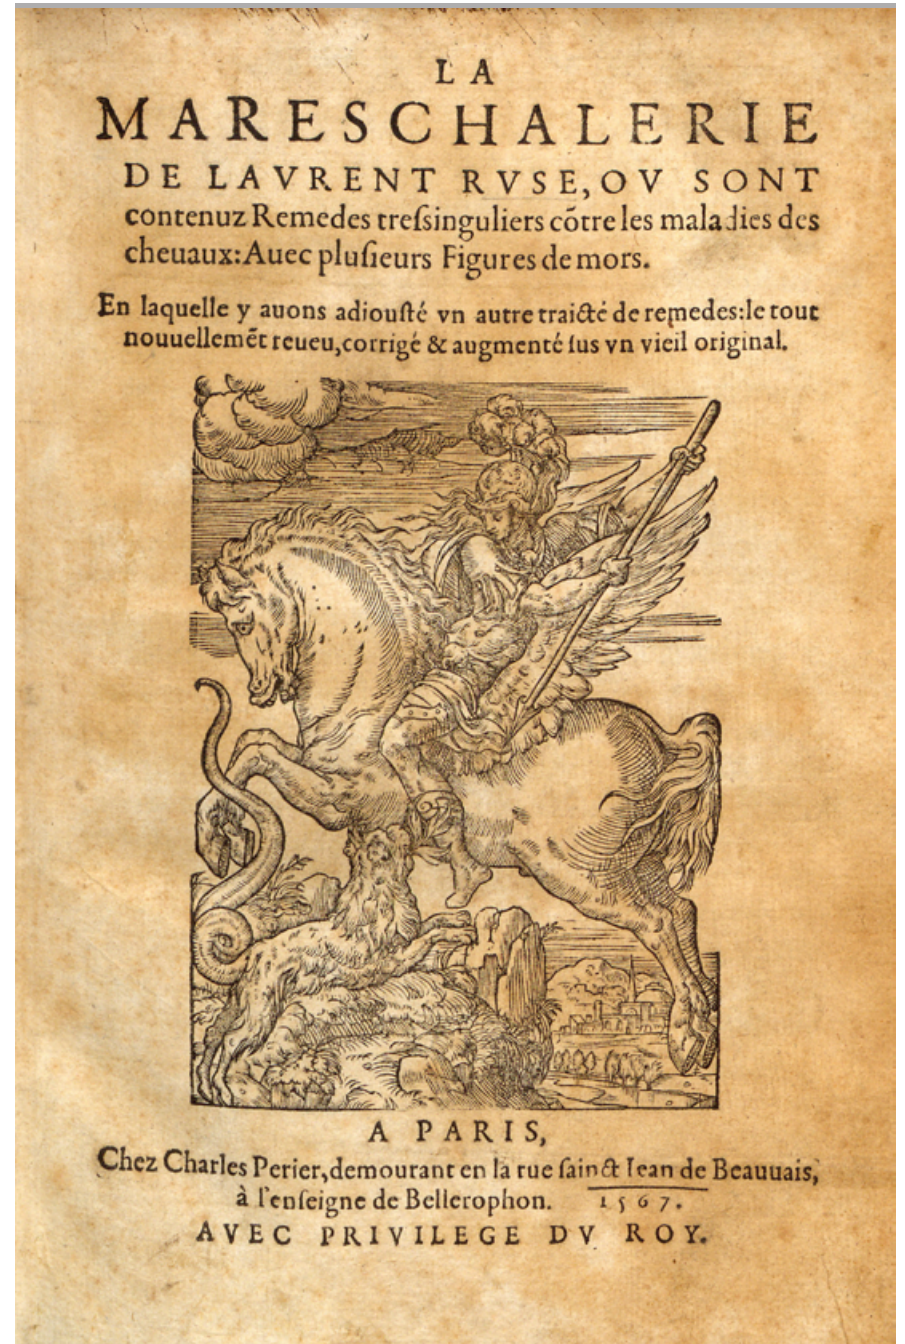 LA
MARESCHALERIE
DE LAVRENT RVSE, OV SONT
contenuz Remedes treſsinguliers cõtre les maladies des
cheuaux: Auec pluſieurs Figures de mors.
En laquelle y auons adiouſté vn autre traicté de remedes: le tout
nouuellemẽt reueu, corrigé & augmenté ſus vn vieil original.
A PARIS,
Chez Charles Perier, demourant en la rue ſainct Iean de Beauuais,
à l'enſeigne de Bellerophon. 1567.
AVEC PRIVILEGE DV ROY.